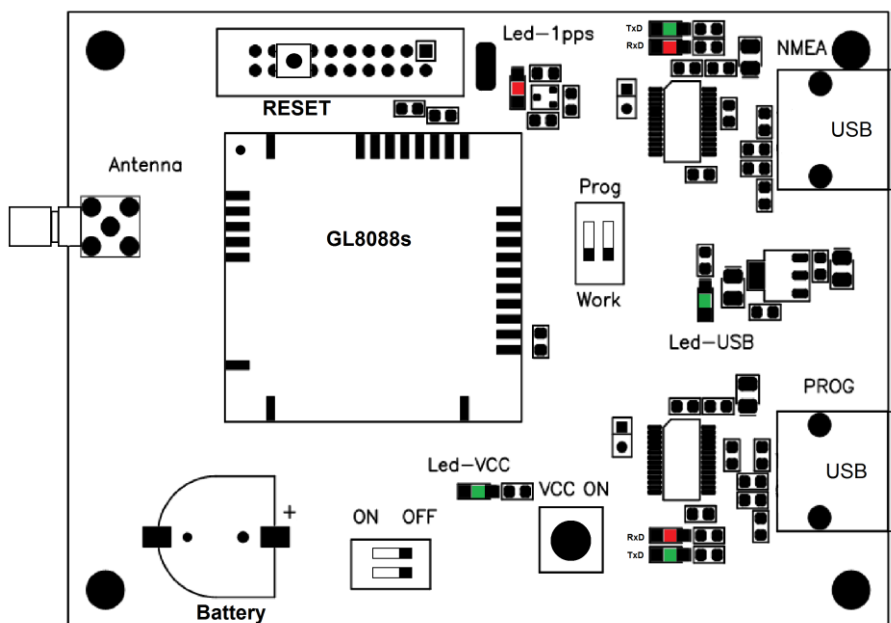 Led-1pps
TxD
RxD
NMEA
RESET
USB
Antenna
Prog
GL8088s
Work
Led-USB
PROG
Led-VCC
USB
VCC ON
+
ON OFF
RxD
TxD
Battery